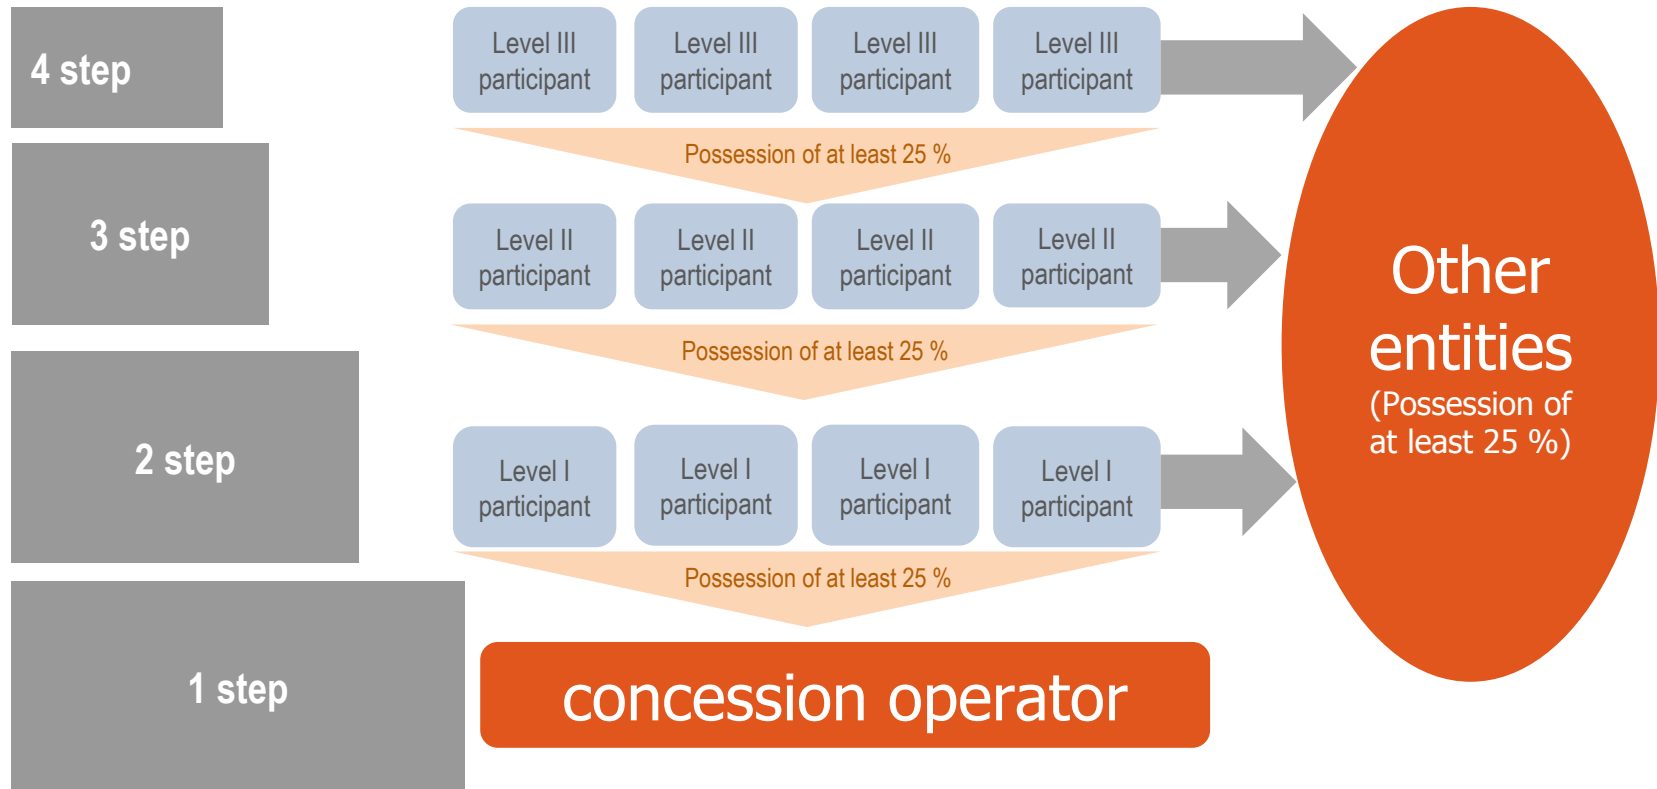 4 step
Level III
participant
Level III
participant
Level III
participant
Level III
participant
Possession of at least 25 %
3 step
Level II
participant
Level II
participant
Level II
participant
Level II
participant
Possession of at least 25 %
2 step
Level I
participant
Level I
participant
Level I
participant
Level I
participant
Possession of at least 25 %
1 step
concession operator
Other
entities
(Possession of
at least 25 %)